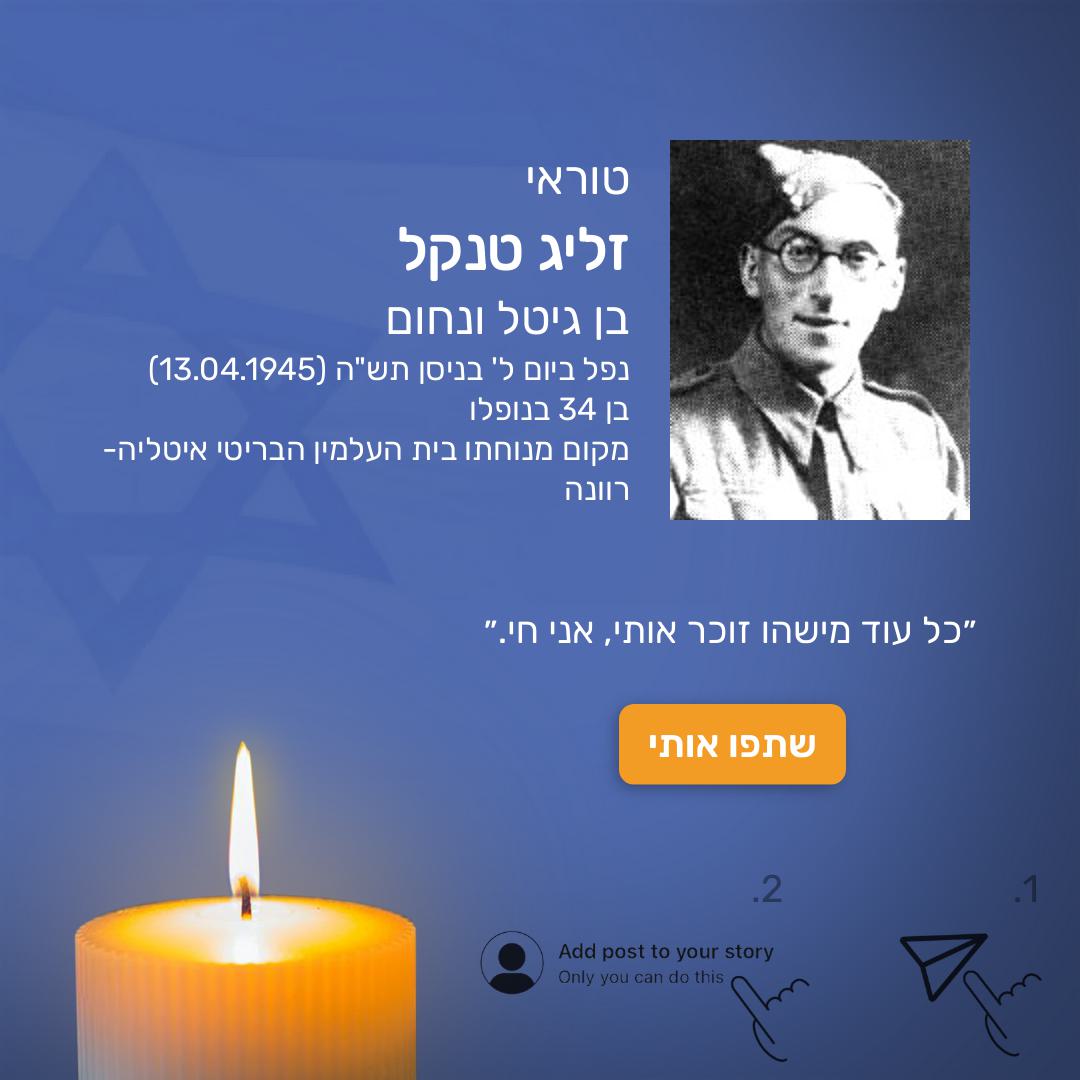 טוראי
זליג טנקל
בן גיטל ונחום
נפל ביום ל' בניסן תש"ה (13.04.1945)
בן 34 בנופלו
מקום מנוחתו בית העלמין הבריטי איטליה-
רוונה
״כל עוד מישהו זוכר אותי, אני חי.״
שתפו אותי
.1
.2
Add post to your story
Only you can do this